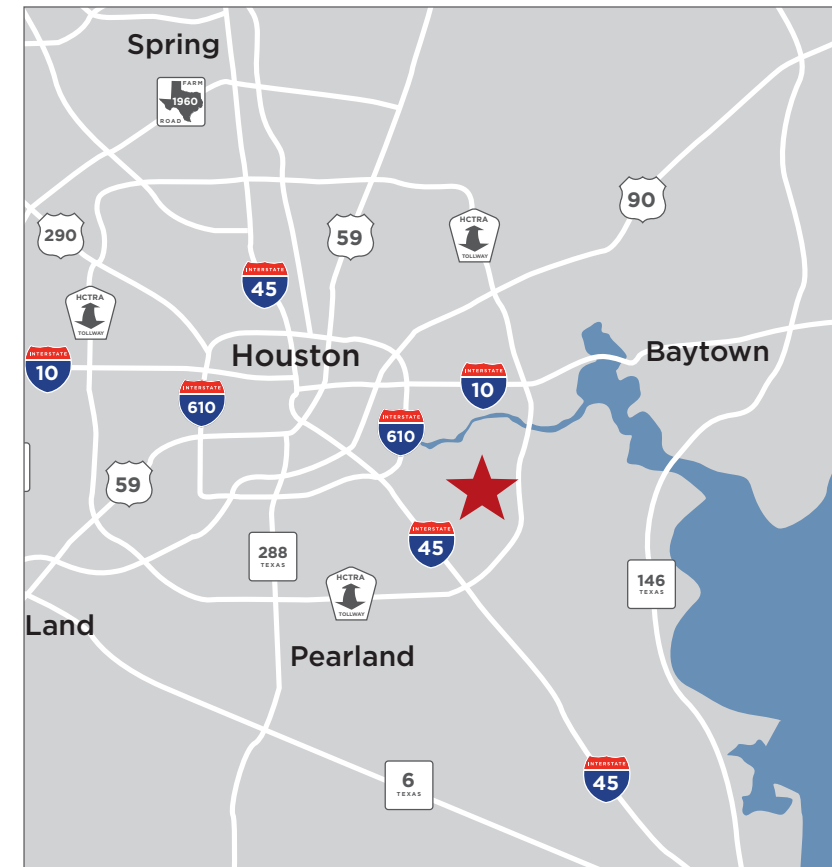 Spring
FARM
1960
ROAD
90
HCTRA
TOLLWAY
290
59
INTERSTATE
45
HCTRA
TOLLWAY
Houston
Baytown
INTERSTATE
10
INTERSTATE
10
INTERSTATE
610
INTERSTATE
610
59
INTERSTATE
45
288
TEXAS
HCTRA
TOLLWAY
146
TEXAS
Land
Pearland
6
TEXAS
INTERSTATE
45